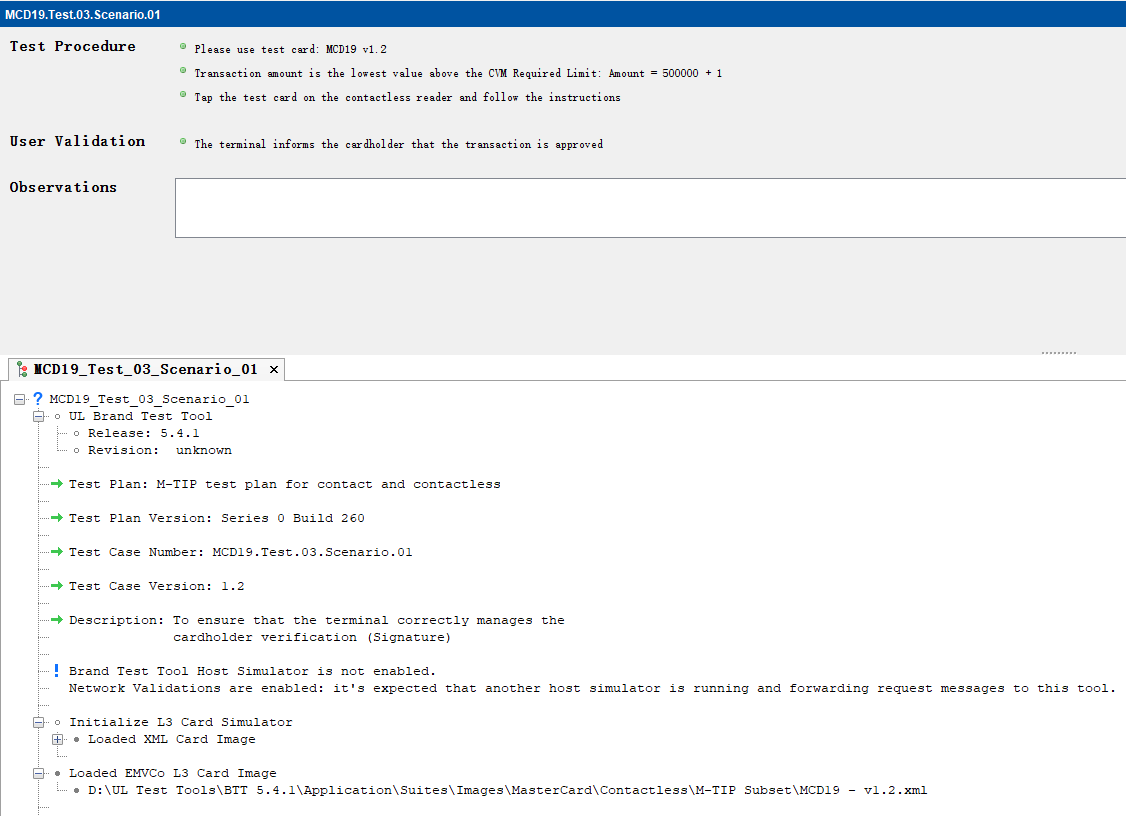 MCD19.Test.03.Scenario.01
Test Procedure
Please use test card: MCD19 v1.2
Transaction amount is the lowest value above the CVM Required Limit: Amount = 500000 + 1
Tap the test card on the contactless reader and follow the instructions
User Validation
The terminal informs the cardholder that the transaction is approved
Observations
MCD19_Test_03_Scenario_01
MCD19_Test_03_Scenario_01
UL Brand Test Tool
Release: 5.4.1
Revision: unknown
Test Plan: M-TIP test plan for contact and contactless
Test Plan Version: Series 0 Build 260
Test Case Number: MCD19.Test.03.Scenario.01
Test Case Version: 1.2
Description: To ensure that the terminal correctly manages the
cardholder verification (Signature)
Brand Test Tool Host Simulator is not enabled.
Network Validations are enabled: it's expected that another host simulator is running and forwarding request messages to this tool.
Initialize L3 Card Simulator
Loaded XML Card Image
Loaded EMVCo L3 Card Image
D:\UL Test Tools\BTT 5.4.1\Application\Suites\Images\MasterCard\Contactless\M-TIP Subset\MCD19 - v1.2.xml